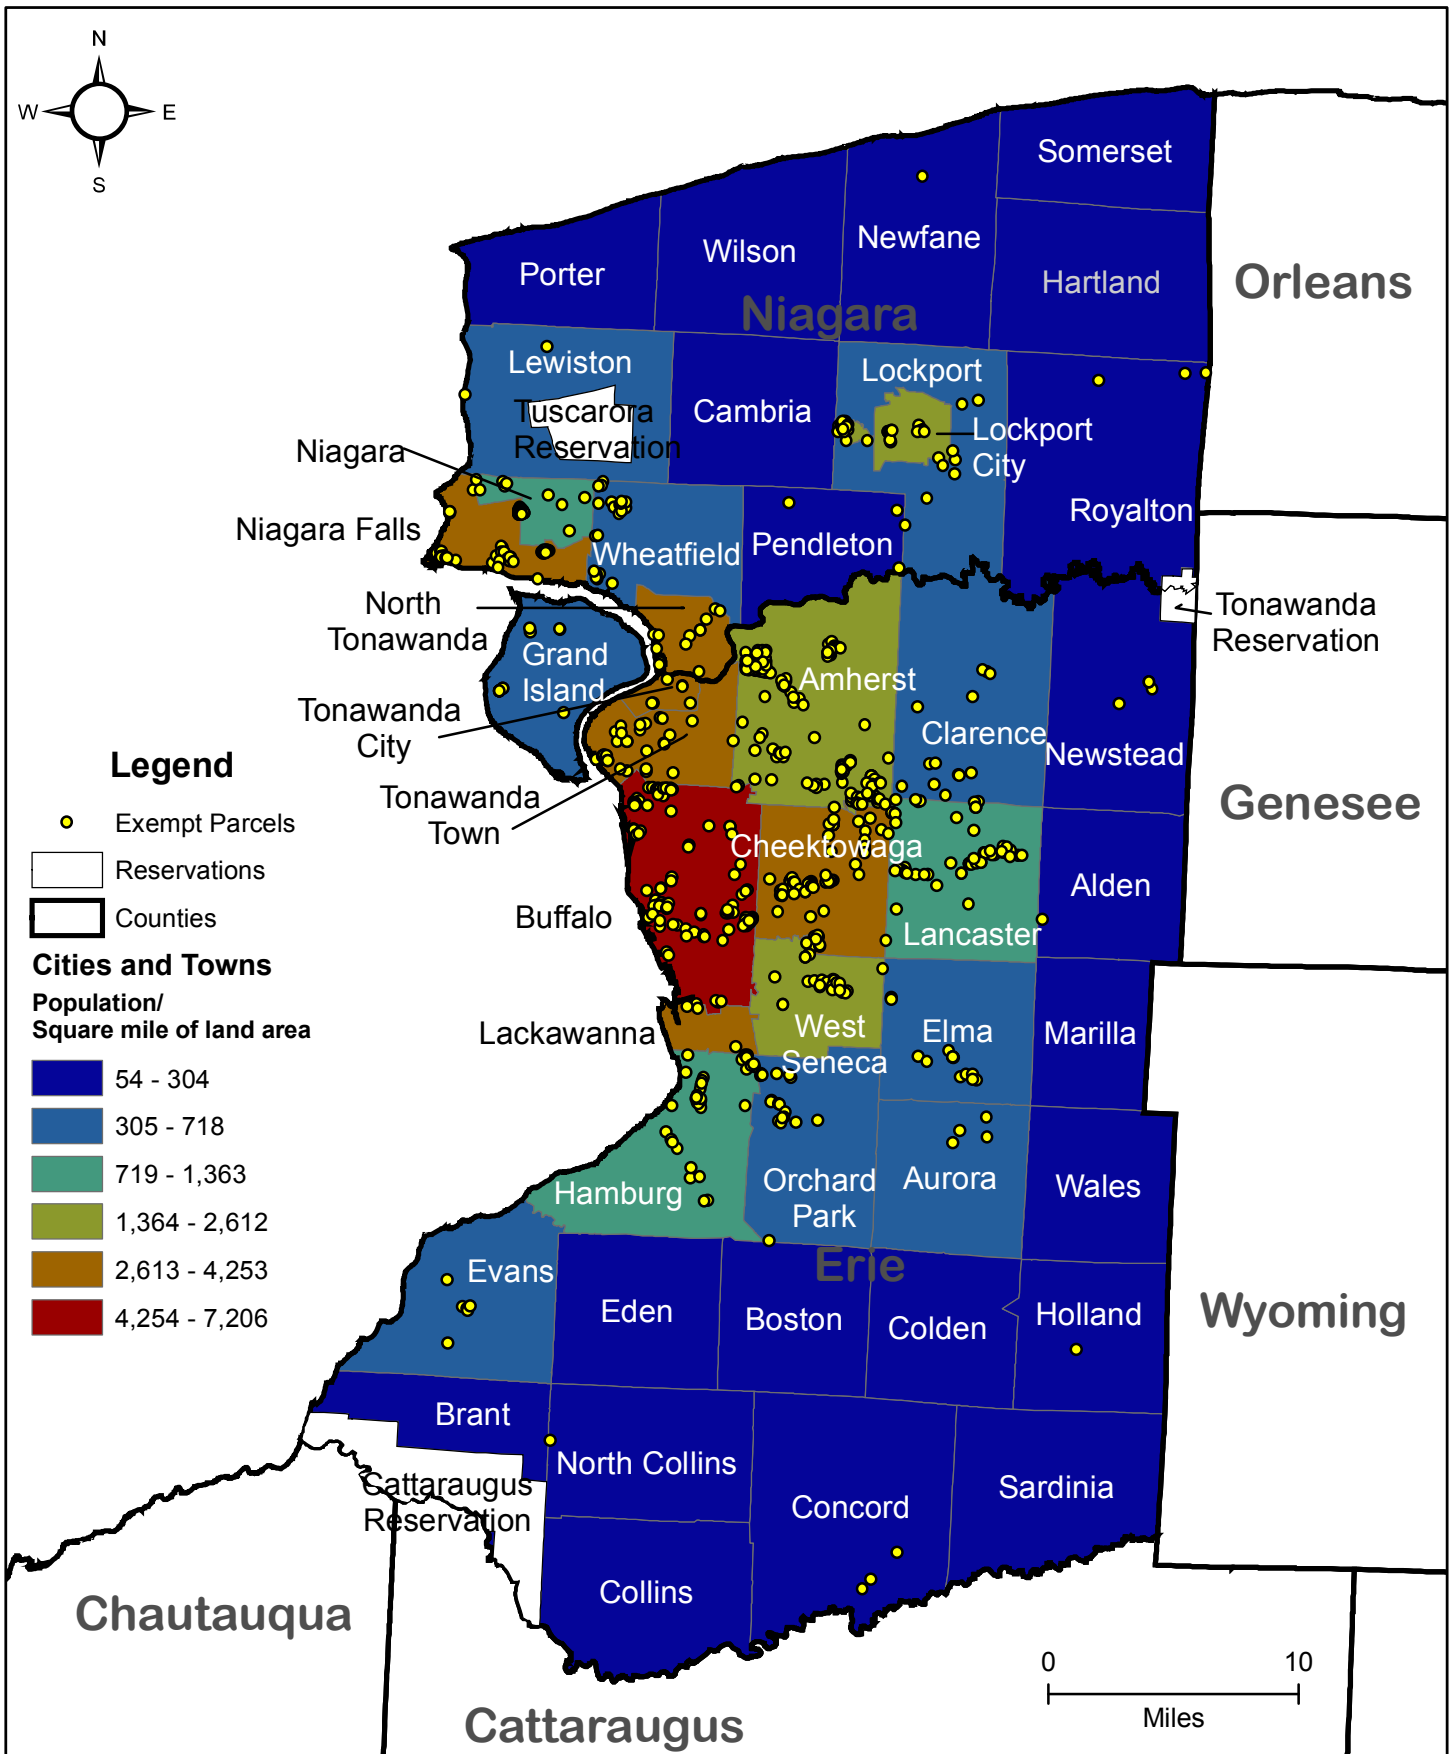 N
W
E
S
Somerset
Newfane
Wilson
Porter
Hartland
Orleans
Niagara
Lewiston
Lockport
Tuscarora
Reservation
Cambria
Lockport
City
Niagara
Royalton
Niagara Falls
Wheatfield
Pendleton
North
Tonawanda
Tonawanda
Reservation
Grand
Island
Amherst
Tonawanda
City
Clarence
Newstead
Tonawanda
Town
Genesee
Cheektowaga
Alden
Buffalo
Lancaster
Lackawanna
West
Seneca
Elma
Marilla
Hamburg
Orchard
Park
Aurora
Wales
Erie
Evans
Eden
Boston
Colden
Holland
Wyoming
Brant
North Collins
Cattaraugus
Reservation
Concord
Sardinia
Collins
Chautauqua
Cattaraugus
Legend
Exempt Parcels
Reservations
Counties
Cities and Towns
Population/
Square mile of land area
54 - 304
305 - 718
719 - 1,363
1,364 - 2,612
2,613 - 4,253
4,254 - 7,206
0 10
Miles